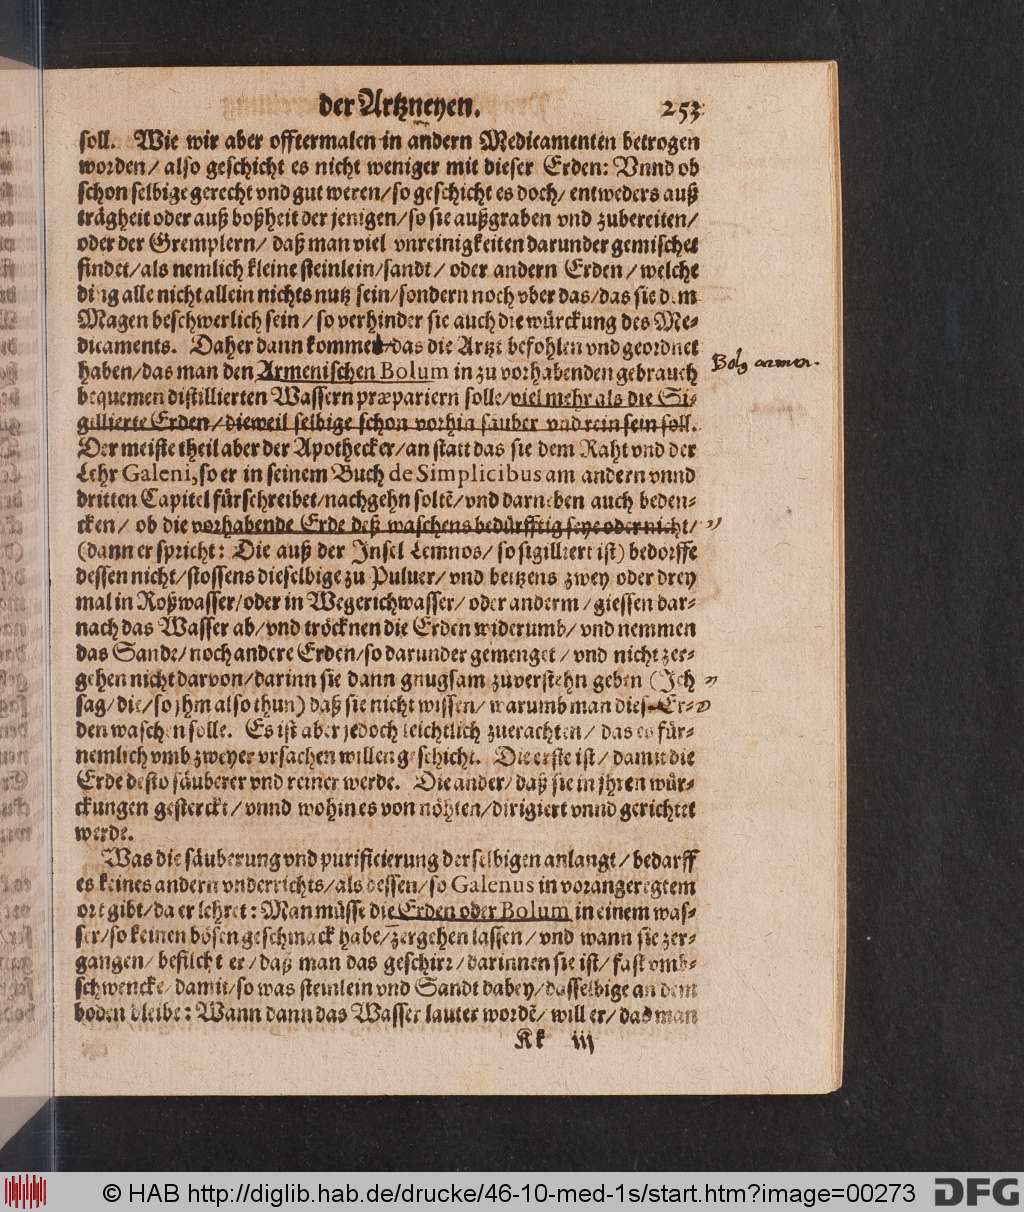 der Artzneyen. 253
soll. Wie wir aber offtermalen in andern Medicamenten betrogen
worden/ also geschicht es nicht weniger mit dieser Erden: Vnnd ob
schon selbige gerecht vnd gut weren/ so geschicht es doch/ entweders auß
trägheit oder auß boßheit der jenigen/ so sie außgraben vnd zubereiten/
oder der Gremplern/ daß man viel vnreinigkeiten darunder gemischet
findet/ als nemlich kleine steinlein/ sandt/ oder andern Erden/ welche
ding alle nicht allein nichts nutz sein/ sondern noch vber das/ das sie dem
Magen beschwerlich sein/ so verhinder sie auch die würckung des Me-
dicaments. Daher dann kommet/ das die Artzt befohlen vnd geordnet
haben/ das man den Armenischen Bolum in zu vorhabenden gebrauch
Bol9 armen.
bequemen distillierten Wassern præpariern solle/ viel mehr als die Si-
gillierte Erden/ dieweil selbige schon vorhin sauber vnd rein sein soll.
Der meiste theil aber der Apothecker/ an statt das sie dem Raht vnd der
Lehr Galeni, so er in seinem Buch de Simplicibus am andern vnnd
dritten Capitel fürschreibet/ nachgehn soltẽ/ vnd darneben auch beden-
cken/ ob die vorhabende Erde deß waschens bedürfftig seye oder nicht/
(dann er spricht: Die auß der Insel Lemnos/ so sigilliert ist) bedorffe
dessen nicht/ stossens dieselbige zu Puluer/ vnd beitzens zwey oder drey
mal in Roßwasser/ oder in Wegerichwasser/ oder anderm/ giessen dar-
nach das Wasser ab/ vnd tröcknen die Erden widerumb/ vnd nemmen
das Sande/ noch andere Erden/ so darunder gemenget/ vnd nicht zer-
gehen nicht darvon/ darinn sie dann gnugsam zuverstehn geben (Ich
sag/ die/ so jhm also thun) daß sie nicht wissen/ warumb man diese Er-
den waschen solle. Es ist aber jedoch leichtlich zuerachten/ das es für-
nemlich vmb zweyer vrsachen willen geschicht. Die erste ist/ damit die
Erde desto säuberer vnd reiner werde. Die ander/ daß sie in jhren wür-
ckungen gesterckt/ vnnd wohin es von nöhten/ dirigiert vnnd gerichtet
werde.
Was die säuberung vnd purificierung derselbigen anlangt/ bedarff
es keines andern vnderrichts/ als dessen/ so Galenus in vorangeregtem
ort gibt/ da er lehret: Man müsse die Erden oder Bolum in einem was-
ser/ so keinen bösen geschmack habe/ zergehen lassen/ vnd wann sie zer-
gangen/ befilcht er/ daß man das geschirr/ darinnen sie ist/ fast vmb-
schwencke/ damit/ so was steinlein vnd Sandt dabey/ dasselbige an dem
boden bleibe: Wann dann das Wasser lauter wordẽ/ will er/ das man
Kk iij
© HAB http://diglib.hab.de/drucke/46-10-med-1s/start.htm?image=00273 DFG